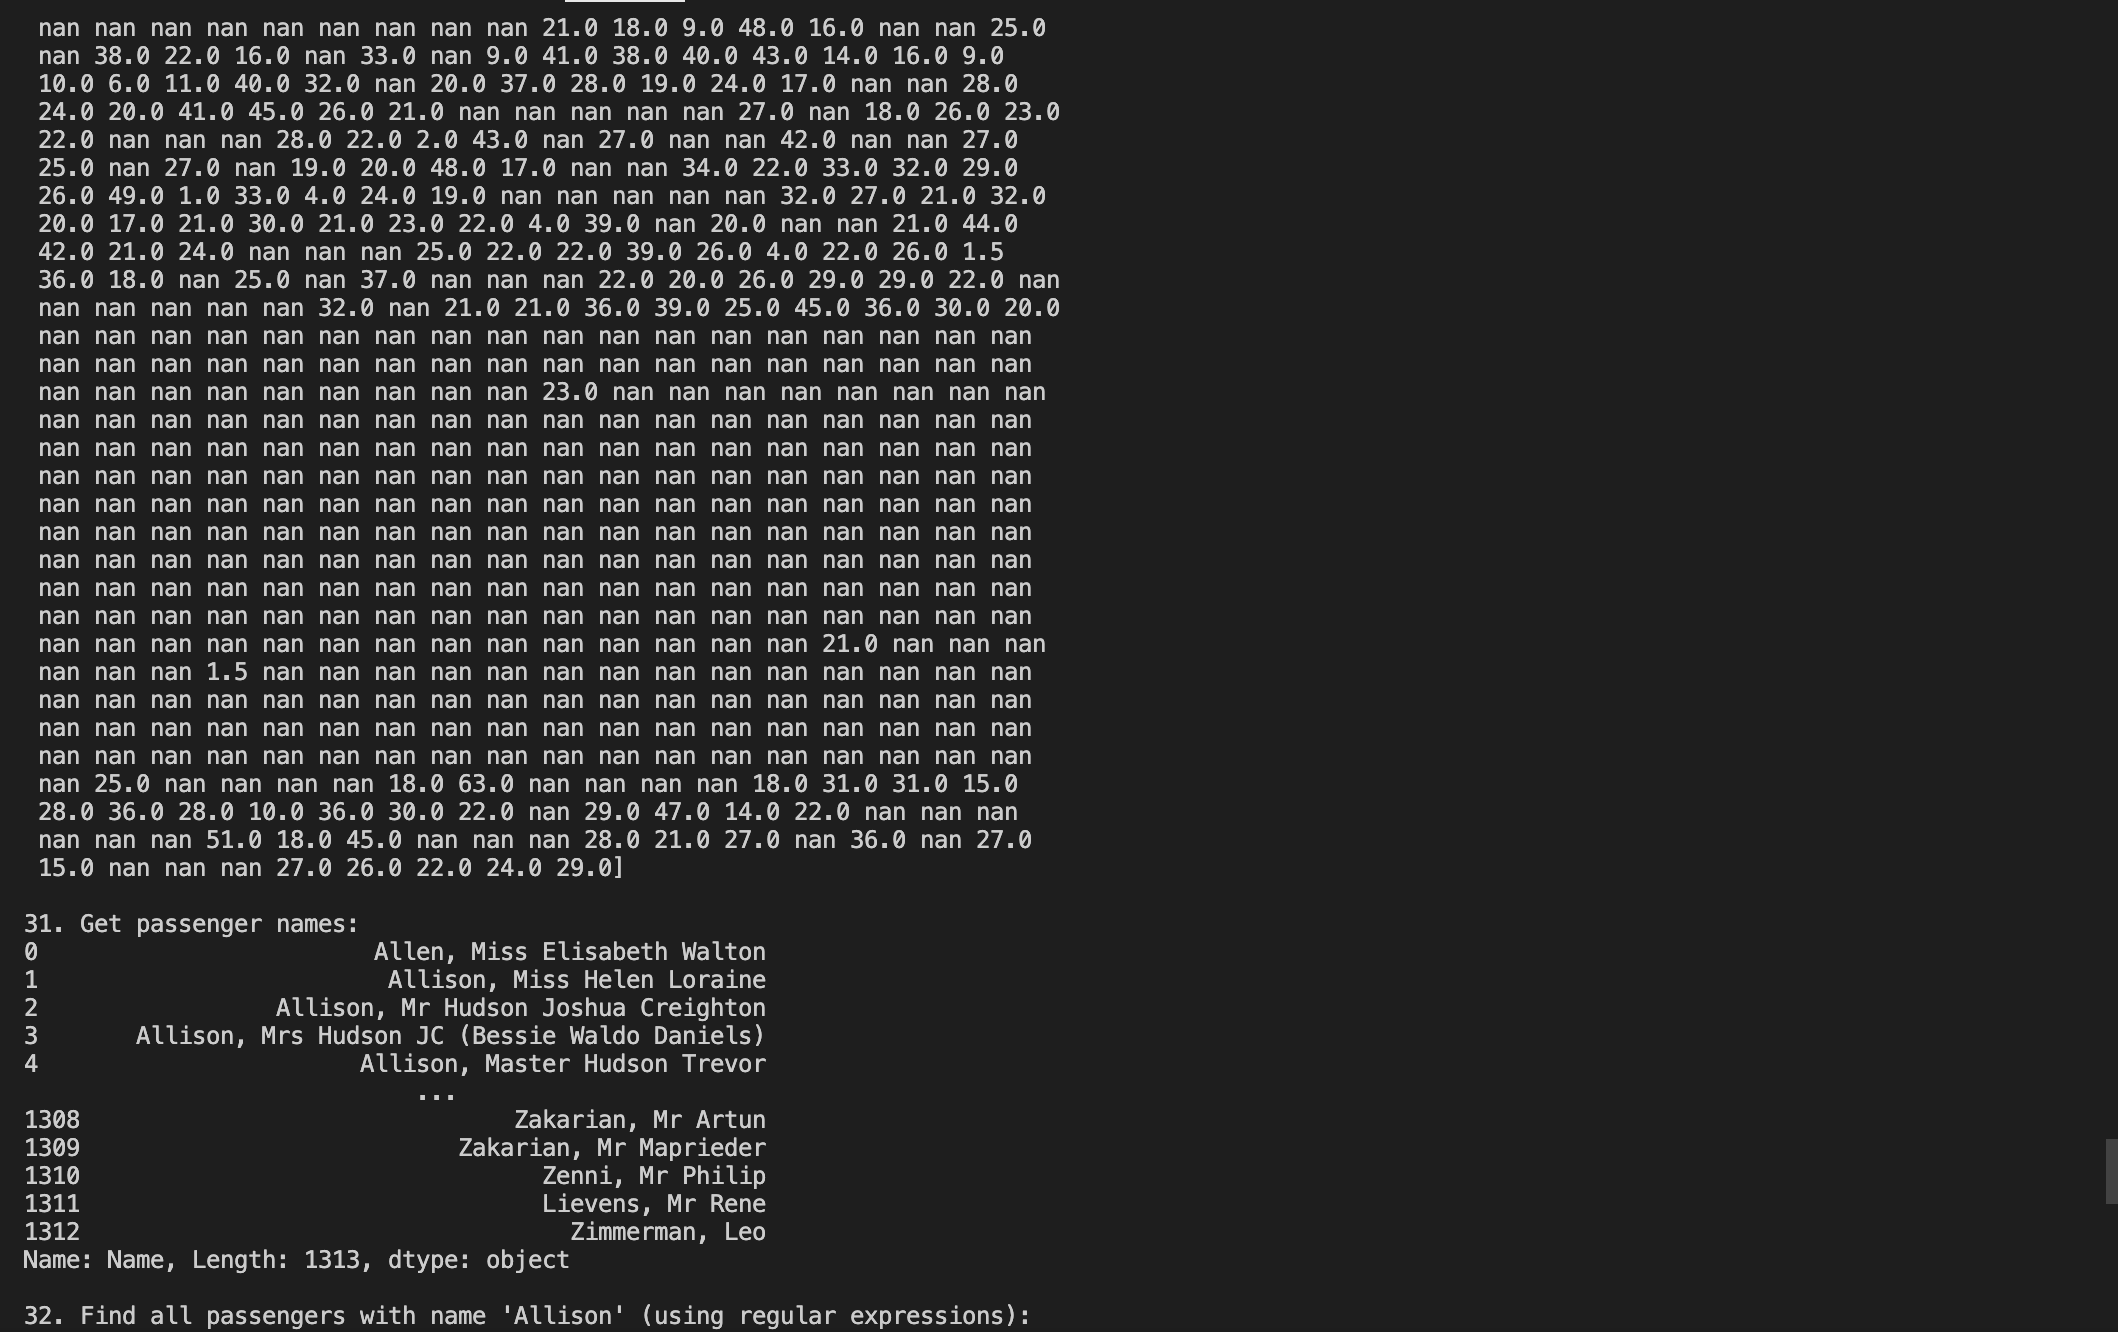 nan nan nan nan nan nan nan nan nan 21.0 18.0 9.0 48.0 16.0 nan nan 25.0
nan 38.0 22.0 16.0 nan 33.0 nan 9.0 41.0 38.0 40.0 43.0 14.0 16.0 9.0
10.0 6.0 11.0 40.0 32.0 nan 20.0 37.0 28.0 19.0 24.0 17.0 nan nan 28.0
24.0 20.0 41.0 45.0 26.0 21.0 nan nan nan nan nan 27.0 nan 18.0 26.0 23.0
22.0 nan nan nan 28.0 22.0 2.0 43.0 nan 27.0 nan nan 42.0 nan nan 27.0
25.0 nan 27.0 nan 19.0 20.0 48.0 17.0 nan nan 34.0 22.0 33.0 32.0 29.0
26.0 49.0 1.0 33.0 4.0 24.0 19.0 nan nan nan nan nan 32.0 27.0 21.0 32.0
20.0 17.0 21.0 30.0 21.0 23.0 22.0 4.0 39.0 nan 20.0 nan nan 21.0 44.0
42.0 21.0 24.0 nan nan nan 25.0 22.0 22.0 39.0 26.0 4.0 22.0 26.0 1.5
36.0 18.0 nan 25.0 nan 37.0 nan nan nan 22.0 20.0 26.0 29.0 29.0 22.0 nan
nan nan nan nan nan 32.0 nan 21.0 21.0 36.0 39.0 25.0 45.0 36.0 30.0 20.0
nan nan nan nan nan nan nan nan nan nan nan nan nan nan nan nan nan nan
nan nan nan nan nan nan nan nan nan nan nan nan nan nan nan nan nan nan
nan nan nan nan nan nan nan nan nan 23.0 nan nan nan nan nan nan nan nan
nan nan nan nan nan nan nan nan nan nan nan nan nan nan nan nan nan nan
nan nan nan nan nan nan nan nan nan nan nan nan nan nan nan nan nan nan
nan nan nan nan nan nan nan nan nan nan nan nan nan nan nan nan nan nan
nan nan nan nan nan nan nan nan nan nan nan nan nan nan nan nan nan nan
nan nan nan nan nan nan nan nan nan nan nan nan nan nan nan nan nan nan
nan nan nan nan nan nan nan nan nan nan nan nan nan nan nan nan nan nan
nan nan nan nan nan nan nan nan nan nan nan nan nan nan nan nan nan nan
nan nan nan nan nan nan nan nan nan nan nan nan nan nan nan nan nan nan
nan nan nan nan nan nan nan nan nan nan nan nan nan nan 21.0 nan nan nan
nan nan nan 1.5 nan nan nan nan nan nan nan nan nan nan nan nan nan nan
nan nan nan nan nan nan nan nan nan nan nan nan nan nan nan nan nan nan
nan nan nan nan nan nan nan nan nan nan nan nan nan nan nan nan nan nan
nan nan nan nan nan nan nan nan nan nan nan nan nan nan nan nan nan nan
nan 25.0 nan nan nan nan 18.0 63.0 nan nan nan nan 18.0 31.0 31.0 15.0
28.0 36.0 28.0 10.0 36.0 30.0 22.0 nan 29.0 47.0 14.0 22.0 nan nan nan
nan nan nan 51.0 18.0 45.0 nan nan nan 28.0 21.0 27.0 nan 36.0 nan 27.0
15.0 nan nan nan 27.0 26.0 22.0 24.0 29.0]
31. Get passenger names:
0 Allen, Miss Elisabeth Walton
1 Allison, Miss Helen Loraine
2 Allison, Mr Hudson Joshua Creighton
3 Allison, Mrs Hudson JC (Bessie Waldo Daniels)
4 Allison, Master Hudson Trevor
...
1308 Zakarian, Mr Artun
1309 Zakarian, Mr Maprieder
1310 Zenni, Mr Philip
1311 Lievens, Mr Rene
1312 Zimmerman, Leo
Name: Name, Length: 1313, dtype: object
32. Find all passengers with name 'Allison' (using regular expressions):